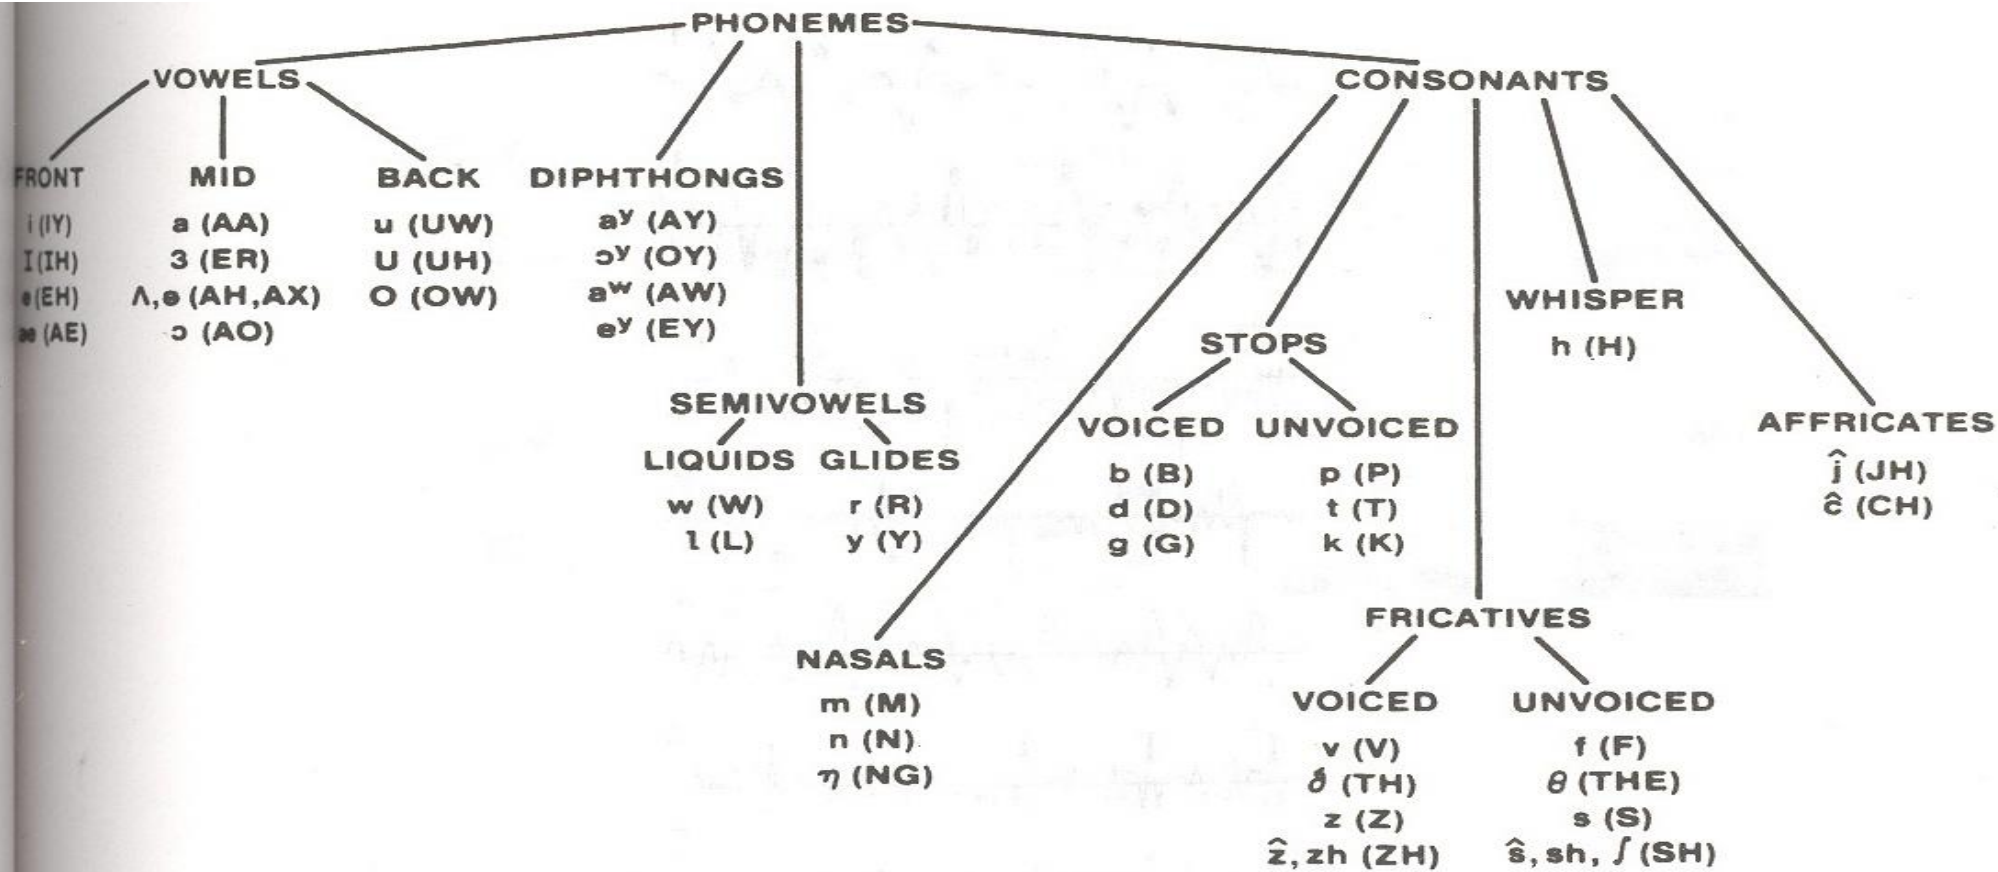 PHONEMES
VOWELS
CONSONANTS
FRONT
i (IY)
I (IH)
e (EH)
æ (AE)
MID
a (AA)
3 (ER)
Λ,ə (AH,AX)
ɔ (AO)
BACK
u (UW)
U (UH)
O (OW)
DIPHTHONGS
aʸ (AY)
ɔʸ (OY)
aʷ (AW)
eʸ (EY)
SEMIVOWELS
LIQUIDS
w (W)
l (L)
GLIDES
r (R)
y (Y)
NASALS
m (M)
n (N)
η (NG)
STOPS
VOICED
b (B)
d (D)
g (G)
UNVOICED
p (P)
t (T)
k (K)
FRICATIVES
VOICED
v (V)
ð (TH)
z (Z)
ẑ, zh (ZH)
UNVOICED
f (F)
θ (THE)
s (S)
ŝ, sh, ∫ (SH)
WHISPER
h (H)
AFFRICATES
ĵ (JH)
ĉ (CH)